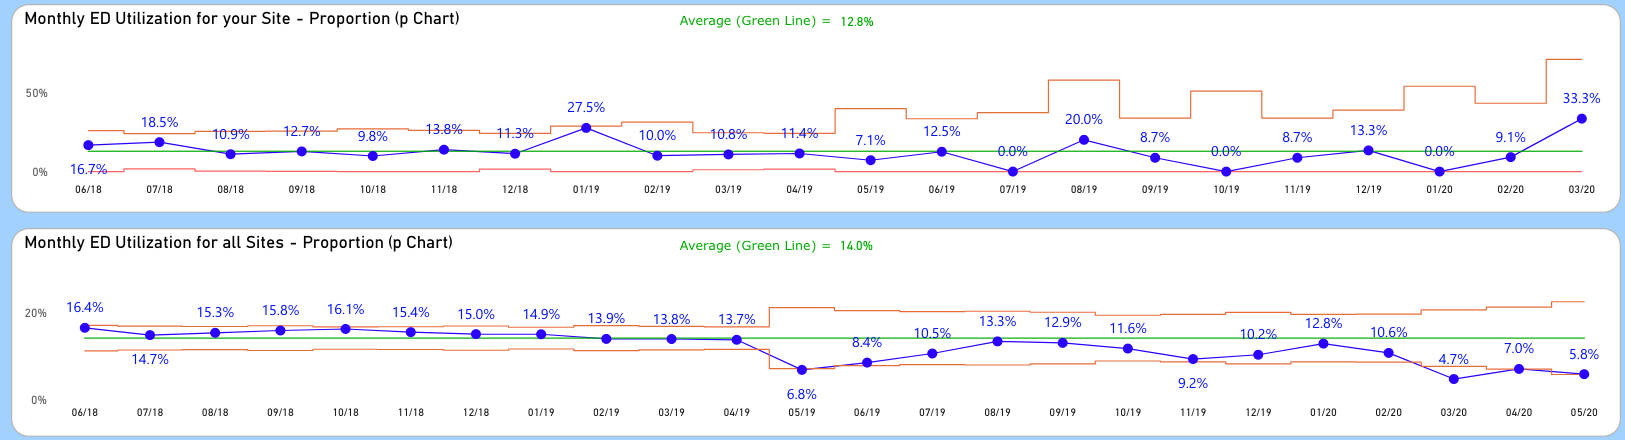 Monthly ED Utilization for your Site - Proportion (p Chart)
Average (Green Line) = 12.8%
50%
0%
16.7% 18.5% 10.9% 12.7% 9.8% 13.8% 11.3% 27.5% 10.0% 10.8% 11.4% 7.1% 12.5% 0.0% 20.0% 8.7% 0.0% 8.7% 13.3% 0.0% 9.1% 33.3%
06/18 07/18 08/18 09/18 10/18 11/18 12/18 01/19 02/19 03/19 04/19 05/19 06/19 07/19 08/19 09/19 10/19 11/19 12/19 01/20 02/20 03/20
Monthly ED Utilization for all Sites - Proportion (p Chart)
Average (Green Line) = 14.0%
20%
0%
16.4% 14.7% 15.3% 15.8% 16.1% 15.4% 15.0% 14.9% 13.9% 13.8% 13.7% 6.8% 8.4% 10.5% 13.3% 12.9% 11.6% 9.2% 10.2% 12.8% 10.6% 4.7% 7.0% 5.8%
06/18 07/18 08/18 09/18 10/18 11/18 12/18 01/19 02/19 03/19 04/19 05/19 06/19 07/19 08/19 09/19 10/19 11/19 12/19 01/20 02/20 03/20 04/20 05/20